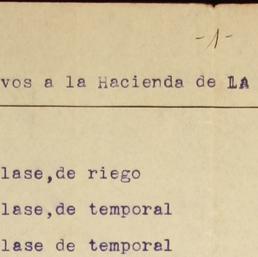 -1-
vos a la Hacienda de LA
lase,de riego
lase,de temporal
lase de temporal